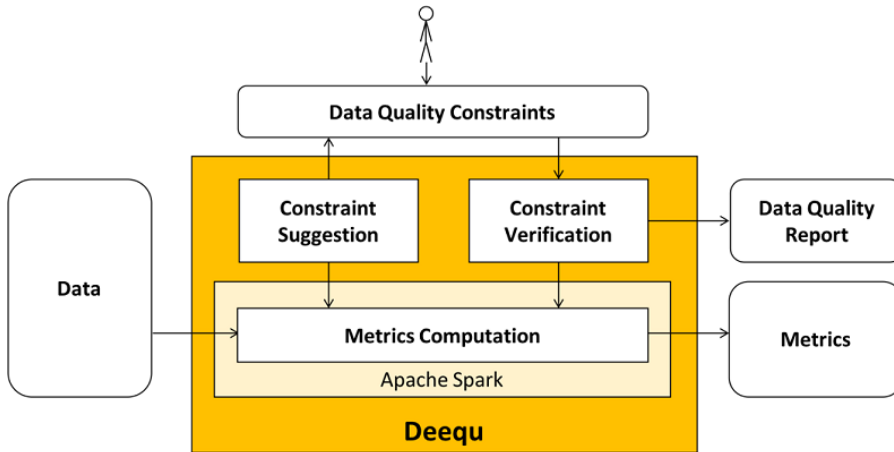 Data Quality Constraints
Data
Constraint
Suggestion
Constraint
Verification
Data Quality
Report
Metrics Computation
Apache Spark
Metrics
Deequ